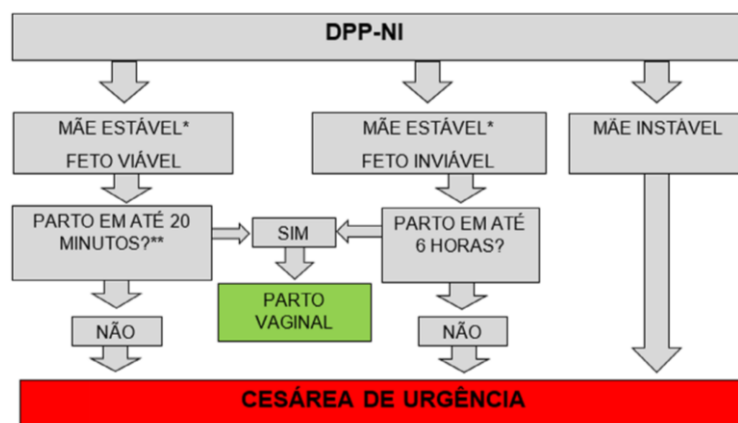 DPP-NI
MÃE ESTÁVEL*
FETO VIÁVEL
MÃE ESTÁVEL*
FETO INVIÁVEL
MÃE INSTÀVEL
PARTO EM ATÉ 20
MINUTOS?**
SIM
PARTO EM ATÉ
6 HORAS?
PARTO
VAGINAL
NÃO
NÃO
CESÁREA DE URGÊNCIA